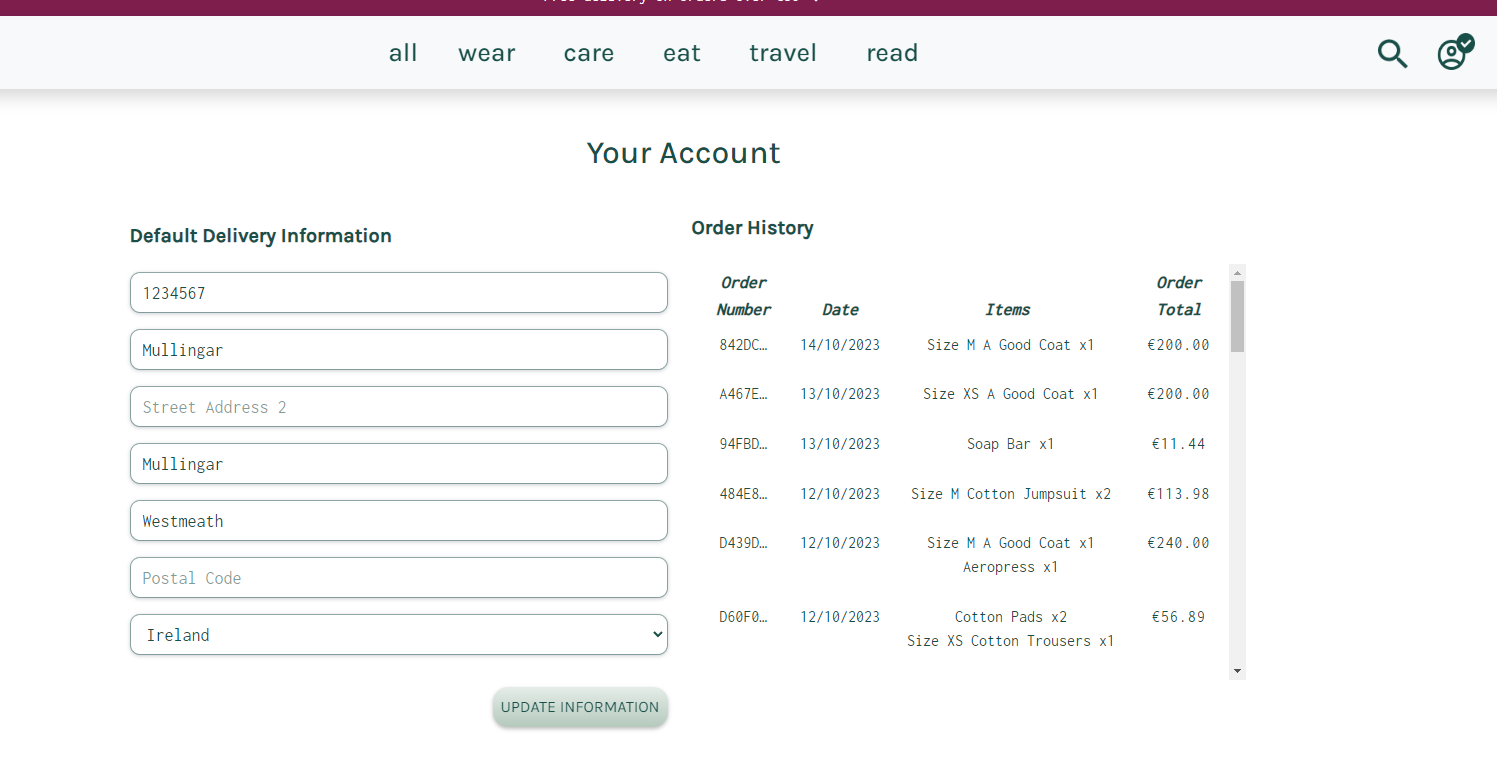 all wear care eat travel read
Your Account
Default Delivery Information
1234567
Mullingar
Street Address 2
Mullingar
Westmeath
Postal Code
Ireland
UPDATE INFORMATION
Order History
Order Number Date Items Order Total
842DC… 14/10/2023 Size M A Good Coat x1 €200.00
A467E… 13/10/2023 Size XS A Good Coat x1 €200.00
94FBD… 13/10/2023 Soap Bar x1 €11.44
484E8… 12/10/2023 Size M Cotton Jumpsuit x2 €113.98
D439D… 12/10/2023 Size M A Good Coat x1 €240.00
Aeropress x1
D60F0… 12/10/2023 Cotton Pads x2 €56.89
Size XS Cotton Trousers x1